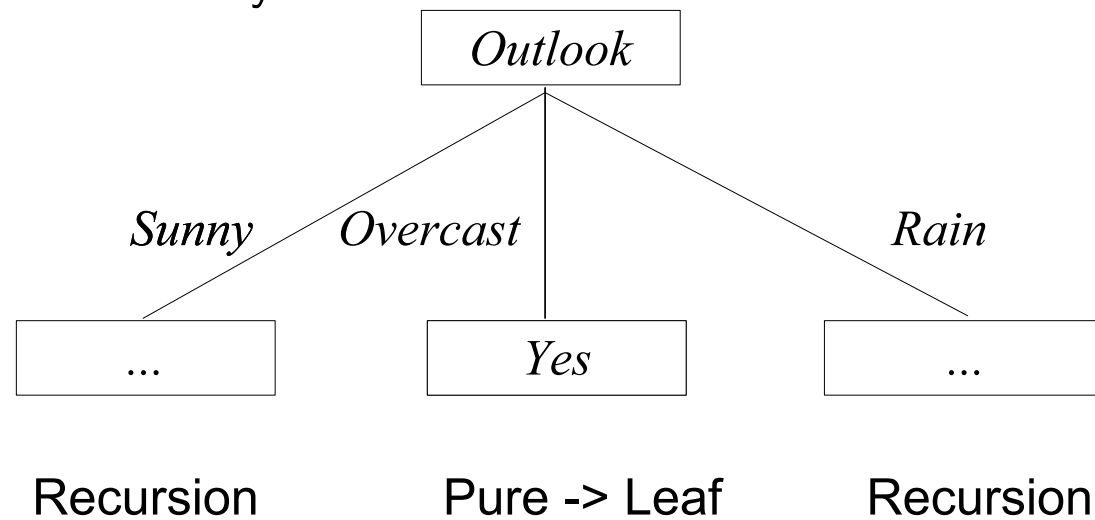 Outlook
Sunny Overcast Rain
... Yes ...
Recursion Pure -> Leaf Recursion